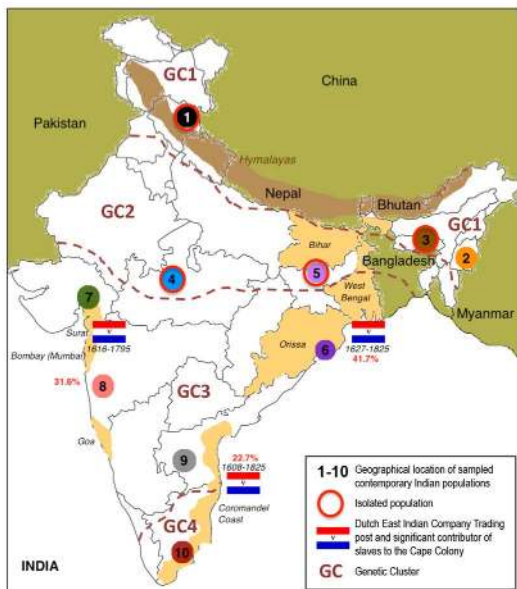 GC1
China
1
Pakistan
Hymalayas
Nepal
Bhutan
GC2
GC1
3
2
Bihar
Bangladesh
4
5
7
West
Bengal
Myanmar
Surat
V
1616-1795
Bombay (Mumbai)
Orissa
6
V
1627-1825
41.7%
31.6%
8
GC3
Goa
9
22.7%
1608-1825
V
Coromandel
Coast
GC4
10
INDIA
1-10 Geographical location of sampled
contemporary Indian populations
Isolated population
V
Dutch East Indian Company Trading
post and significant contributor of
slaves to the Cape Colony
GC Genetic Cluster